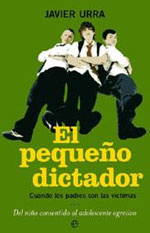 JAVIER URRA
El
pequeño
dictador
Cuando los padres son las víctimas
Del niño consentido al adolescente agresivo